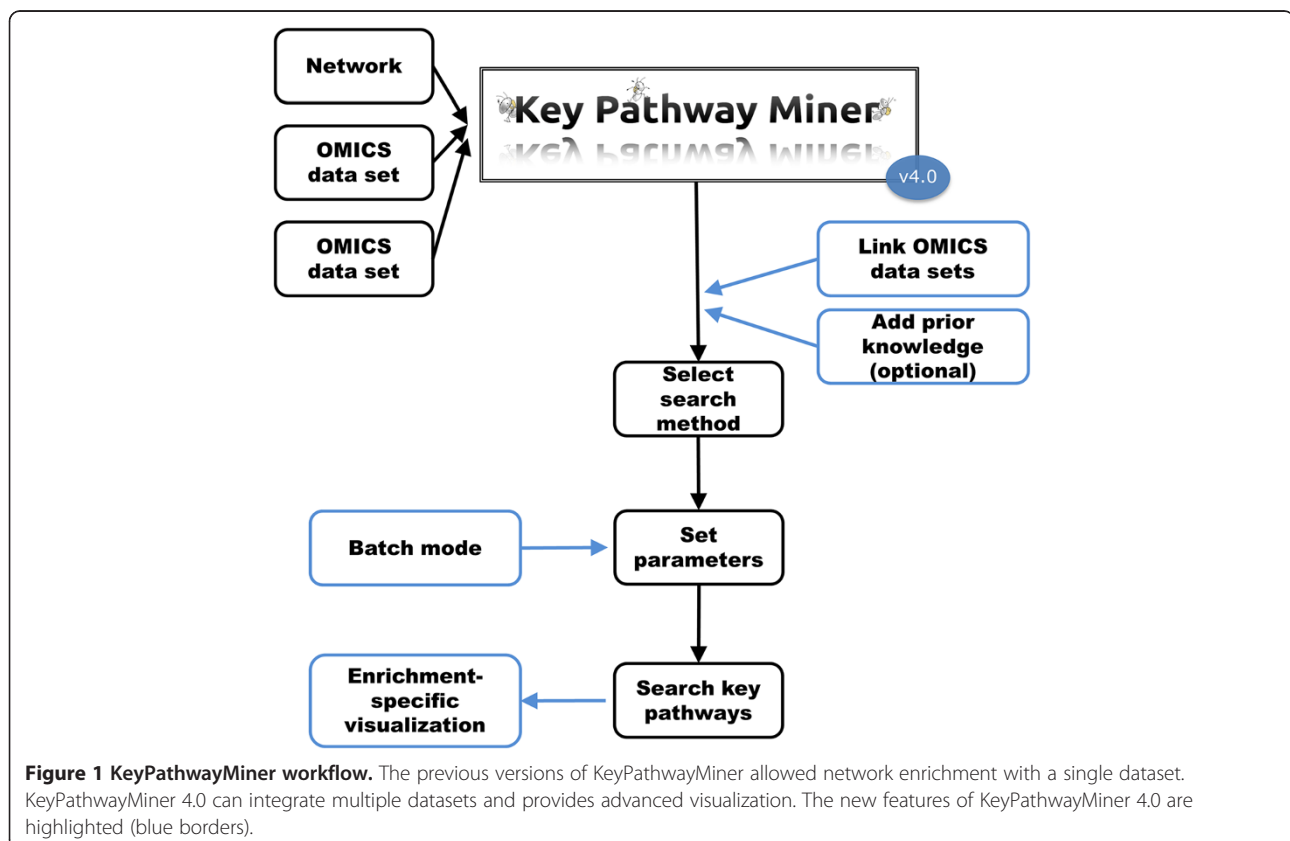 Network
OMICS
data set
OMICS
data set
Key Pathway Miner
v4.0
Link OMICS
data sets
Add prior
knowledge
(optional)
Select
search
method
Batch mode
Set
parameters
Enrichment-
specific
visualization
Search key
pathways
Figure 1 KeyPathwayMiner workflow. The previous versions of KeyPathwayMiner allowed network enrichment with a single dataset.
KeyPathwayMiner 4.0 can integrate multiple datasets and provides advanced visualization. The new features of KeyPathwayMiner 4.0 are
highlighted (blue borders).